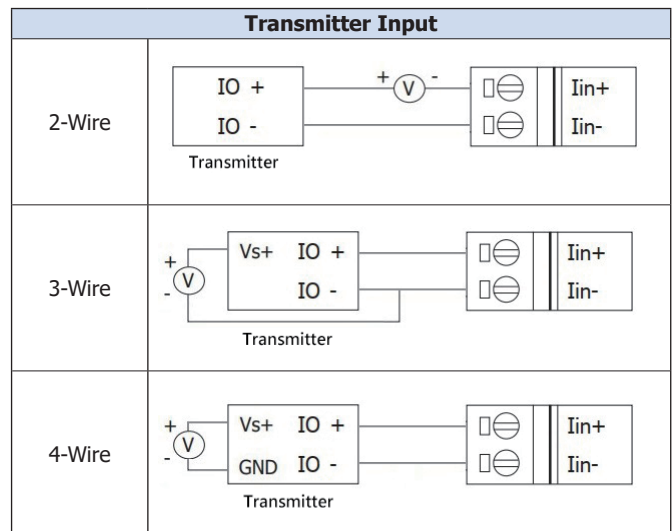 Transmitter Input
2-Wire
+ V -
IO + Iin+
IO - Iin-
Transmitter
3-Wire
+
V
-
Vs+ IO + Iin+
IO - Iin-
Transmitter
4-Wire
+
V
-
Vs+ IO + Iin+
GND IO - Iin-
Transmitter